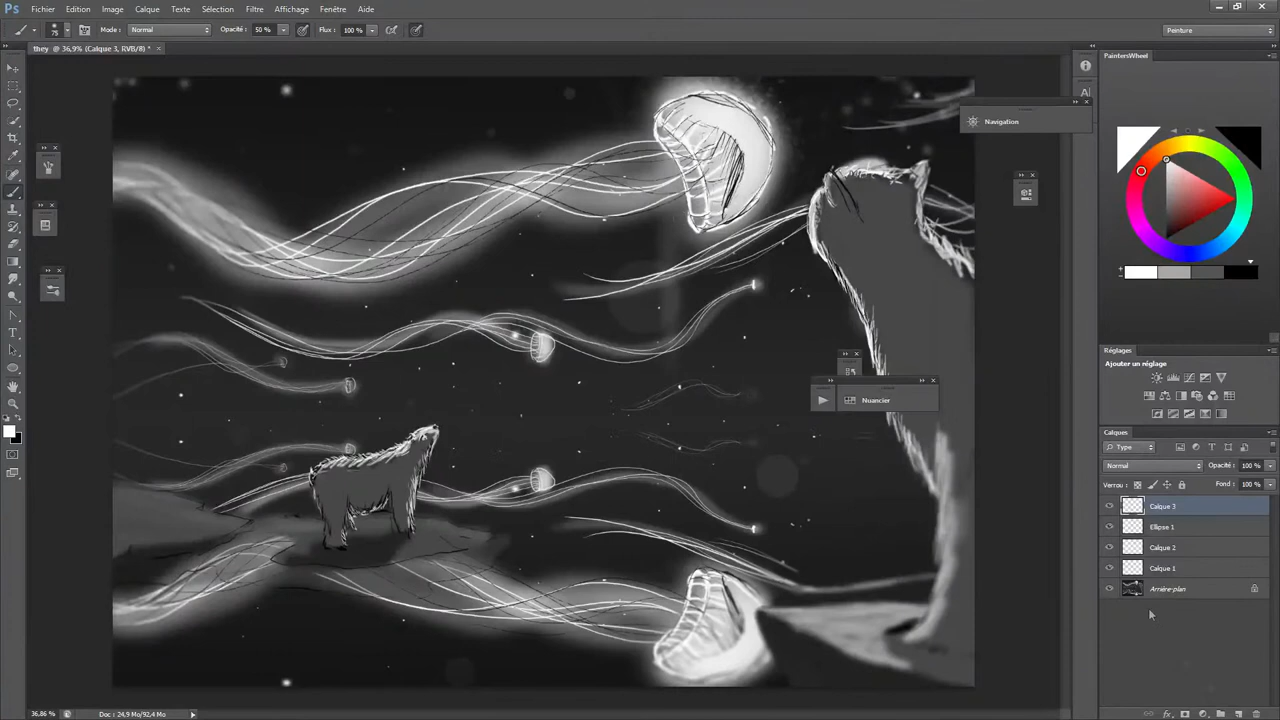 Ps Fichier Edition Image Calque Texte Sélection Filtre Affichage Fenêtre Aide
75 Mode : Normal Opacité : 50 % Flux : 100 % Peinture
they @ 36,9% (Calque 3, RVB/8) * ×
PaintersWheel
Navigation
A
Réglages
Ajouter un réglage
Nuancier
Calques
Type
Normal Opacité : 100 %
Verrou : Fond : 100 %
Calque 3
Ellipse 1
Calque 2
Calque 1
Arrière-plan
36.86 % Doc : 24,9 Mo/92,4 Mo